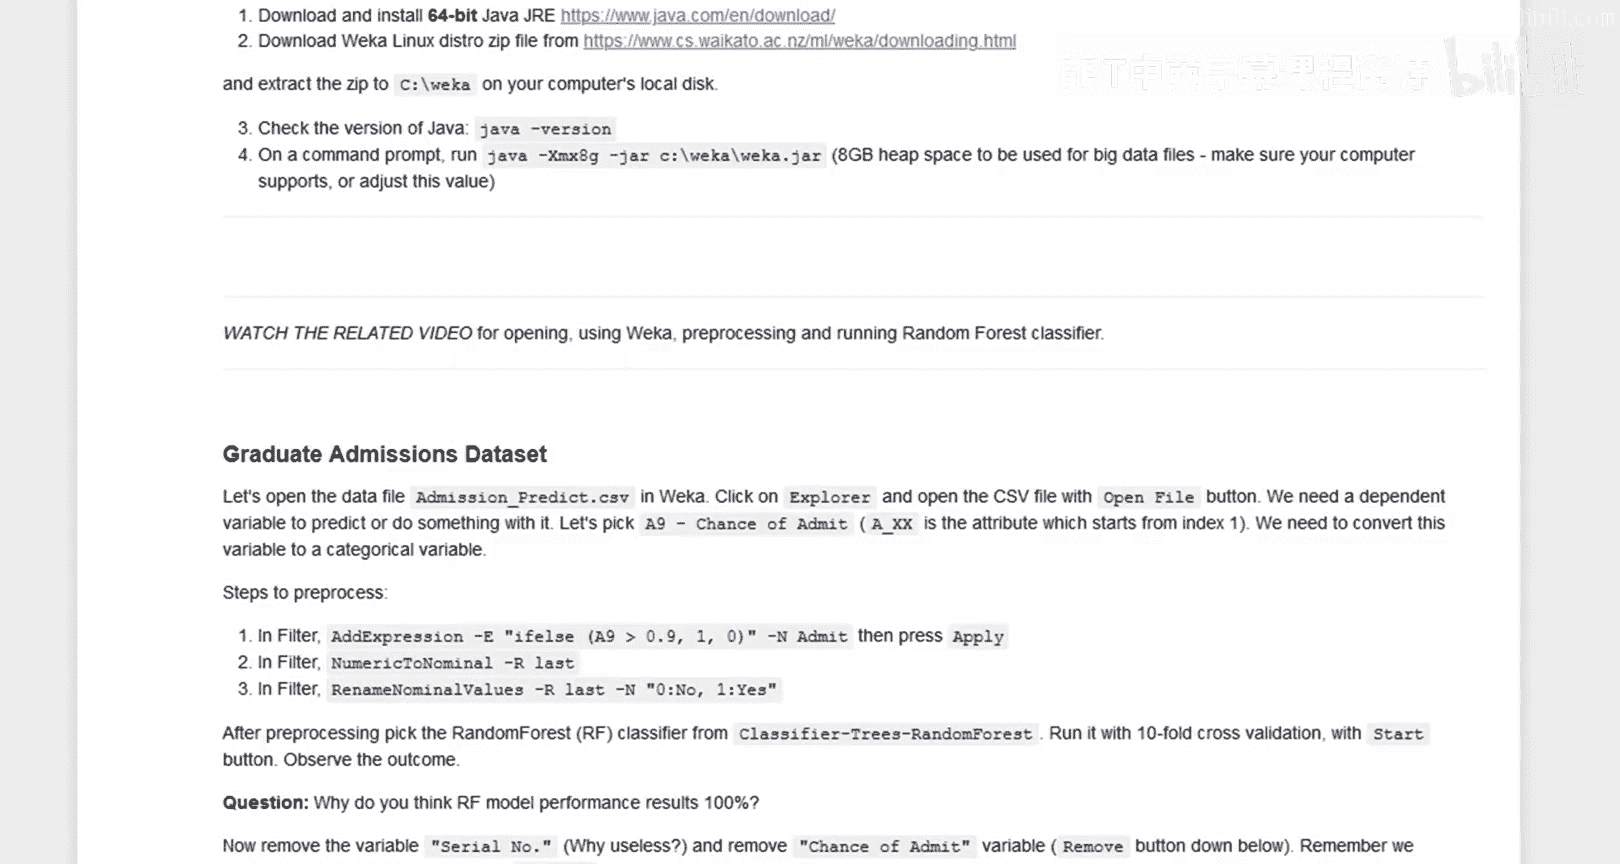 1. Download and install 64-bit Java JRE https://www.java.com/en/download/
2. Download Weka Linux distro zip file from https://www.cs.waikato.ac.nz/ml/weka/downloading.html
and extract the zip to C:\weka on your computer's local disk.
3. Check the version of Java: java -version
4. On a command prompt, run java -Xmx8g -jar c:\weka\weka.jar (8GB heap space to be used for big data files - make sure your computer
supports, or adjust this value)
WATCH THE RELATED VIDEO for opening, using Weka, preprocessing and running Random Forest classifier.
Graduate Admissions Dataset
Let's open the data file Admission_Predict.csv in Weka. Click on Explorer and open the CSV file with Open File button. We need a dependent
variable to predict or do something with it. Let's pick A9 - Chance of Admit ( A_XX is the attribute which starts from index 1). We need to convert this
variable to a categorical variable.
Steps to preprocess:
1. In Filter, AddExpression -E "ifelse (A9 > 0.9, 1, 0)" -N Admit then press Apply
2. In Filter, NumericToNominal -R last
3. In Filter, RenameNominalValues -R last -N "0:No, 1:Yes"
After preprocessing pick the RandomForest (RF) classifier from Classifier-Trees-RandomForest . Run it with 10-fold cross validation, with Start
button. Observe the outcome.
Question: Why do you think RF model performance results 100%?
Now remove the variable "Serial No." (Why useless?) and remove "Chance of Admit" variable ( Remove button down below). Remember we